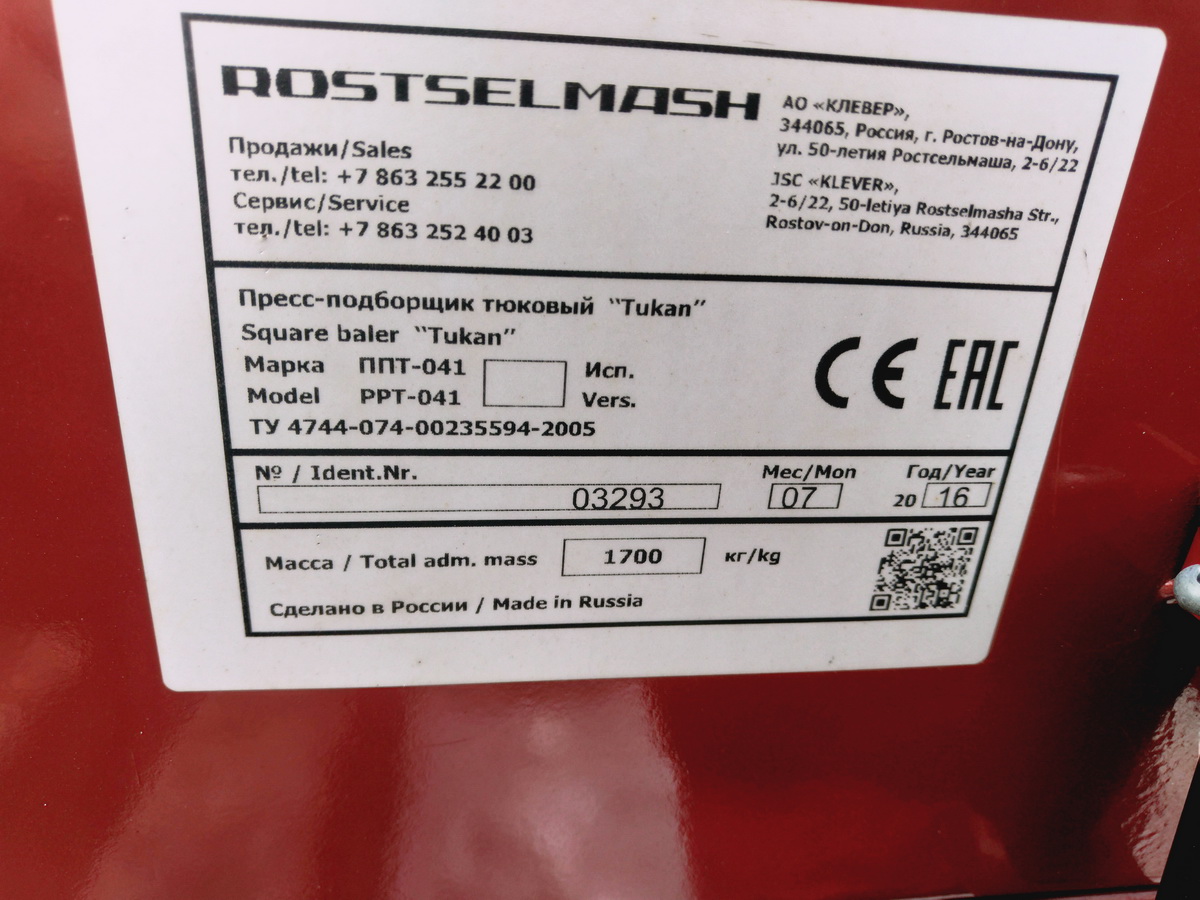 ROSTSELMASH
Продажи/Sales
тел./tel: +7 863 255 22 00
Сервис/Service
тел./tel: +7 863 252 40 03
АО «КЛЕВЕР»,
344065, Россия, г. Ростов-на-Дону,
ул. 50-летия Ростсельмаша, 2-6/22
JSC «KLEVER»,
2-6/22, 50-letiya Rostselmasha Str.,
Rostov-on-Don, Russia, 344065
Пресс-подборщик тюковый "Tukan"
Square baler "Tukan"
Марка ППТ-041 Исп.
Model PPT-041 Vers.
ТУ 4744-074-00235594-2005
CE EAC
№ / Ident.Nr. Мес/Mon Год/Year
03293 07 20 16
Масса / Total adm. mass 1700 кг/kg
Сделано в России / Made in Russia